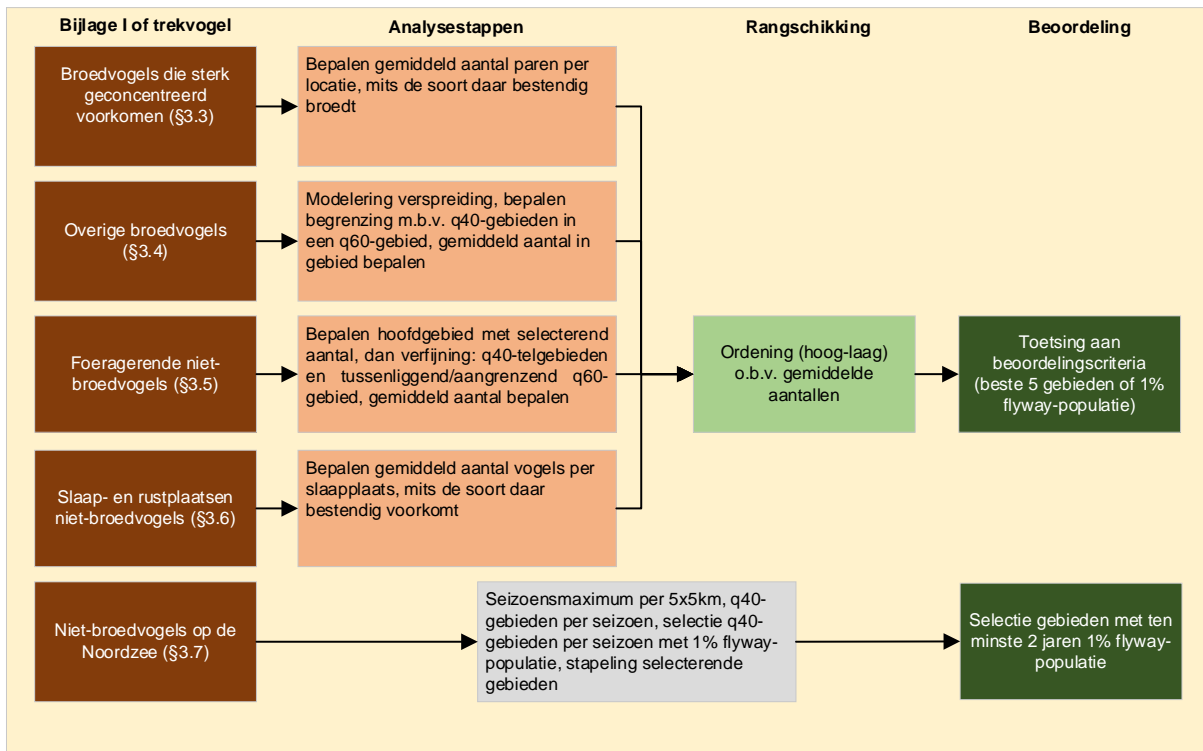 Bijlage I of trekvogel
Analysestappen
Rangschikking
Beoordeling
Broedvogels die sterk
geconcentreerd
voorkomen (§3.3)
Bepalen gemiddeld aantal paren per
locatie, mits de soort daar bestendig
broedt
Overige broedvogels
(§3.4)
Modelering verspreiding, bepalen
begrenzing m.b.v. q40-gebieden in
een q60-gebied, gemiddeld aantal in
gebied bepalen
Foeragerende niet-
broedvogels (§3.5)
Bepalen hoofdgebied met selecterend
aantal, dan verfijning: q40-telgebieden
en tussenliggend/aangrenzend q60-
gebied, gemiddeld aantal bepalen
Ordening (hoog-laag)
o.b.v. gemiddelde
aantallen
Toetsing aan
beoordelingscriteria
(beste 5 gebieden of 1%
flyway-populatie)
Slaap- en rustplaatsen
niet-broedvogels (§3.6)
Bepalen gemiddeld aantal vogels per
slaapplaats, mits de soort daar
bestendig voorkomt
Niet-broedvogels op de
Noordzee (§3.7)
Seizoensmaximum per 5x5km, q40-
gebieden per seizoen, selectie q40-
gebieden per seizoen met 1% flyway-
populatie, stapeling selecterende
gebieden
Selectie gebieden met ten
minste 2 jaren 1% flyway-
populatie